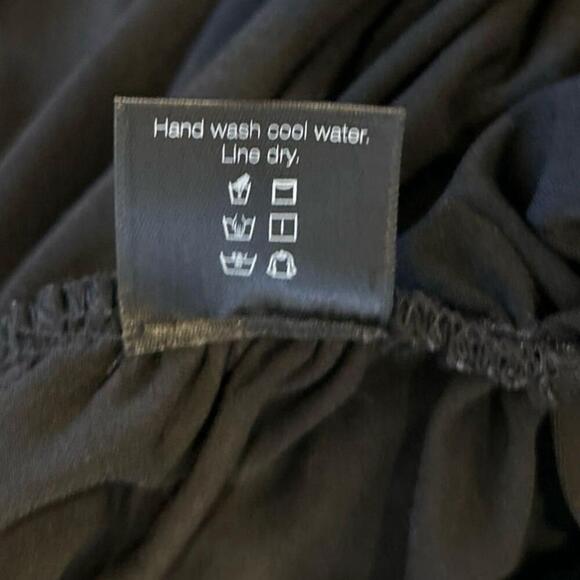 Hand wash cool water.
Line dry.